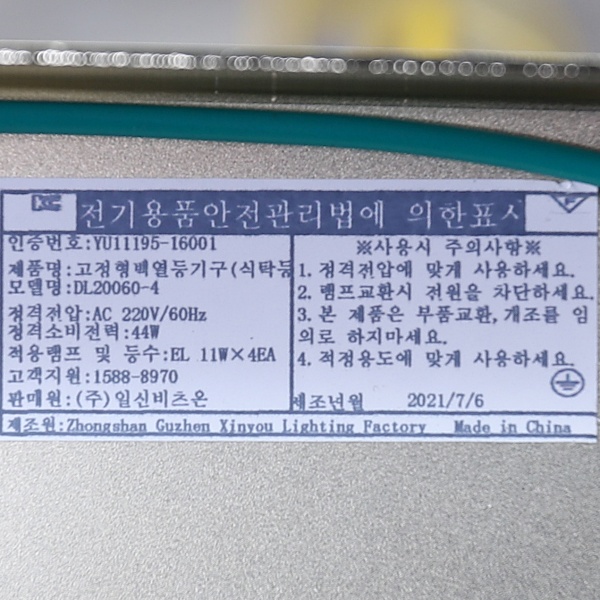 전기용품안전관리법에 의한표시
인증번호:YU11195-16001
제품명:고정형백열등기구(식탁등
모델명:DL20060-4
정격전압:AC 220V/60Hz
정격소비전력:44W
적용램프 및 등수:EL 11W×4EA
고객지원:1588-8970
판매원:(주)일신비츠온
※사용시 주의사항※
1. 정격전압에 맞게 사용하세요.
2. 램프교환시 전원을 차단하세요.
3. 본 제품은 부품교환,개조를 임
의로 하지마세요.
4. 적정용도에 맞게 사용하세요.
제조년월 2021/7/6
제조원:Zhongshan Guzhen Xinyou Lighting Factory Made in China